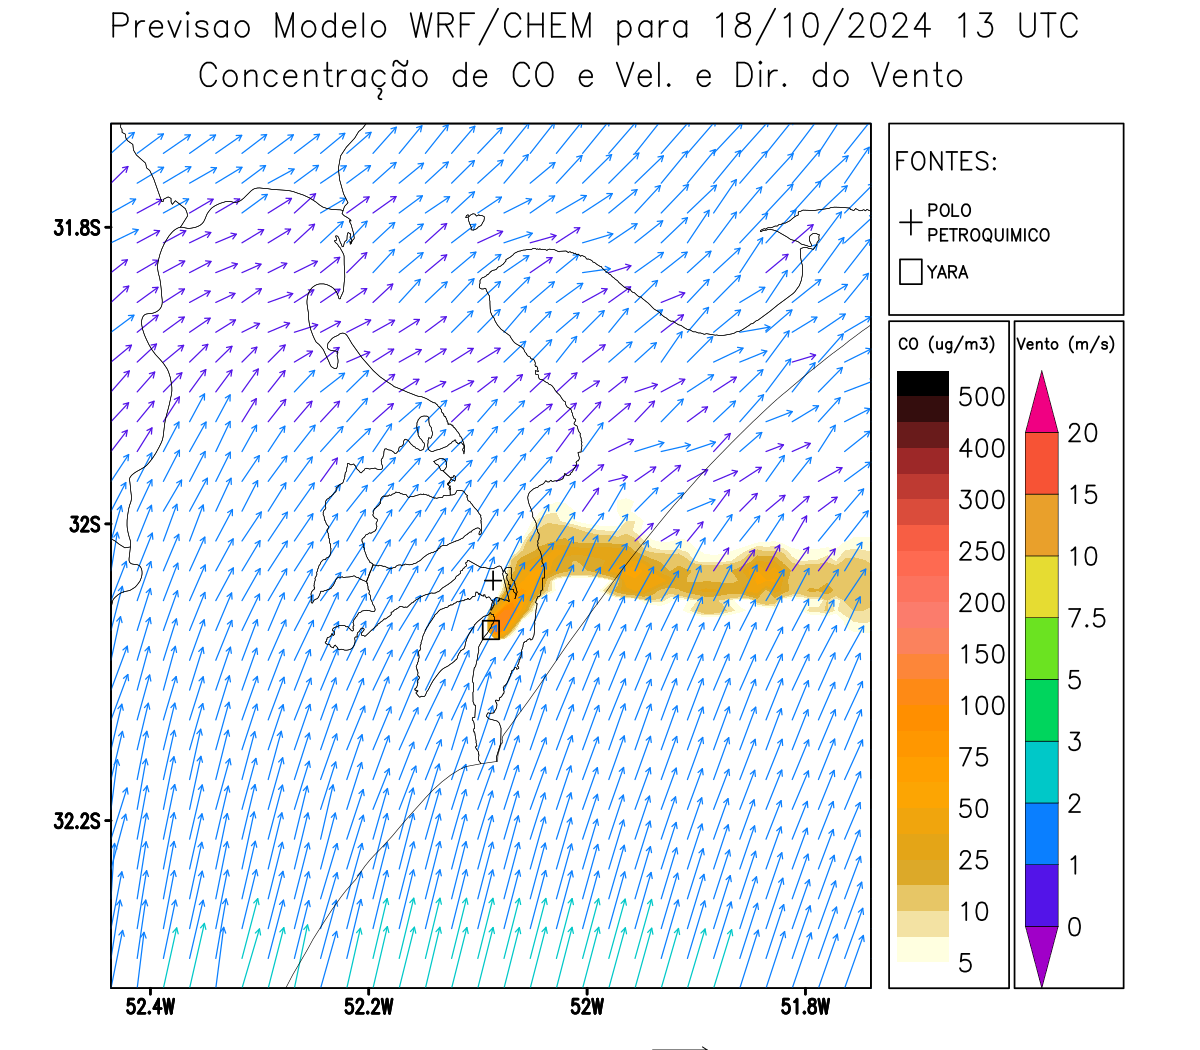 Previsao Modelo WRF/CHEM para 18/10/2024 13 UTC
Concentração de CO e Vel. e Dir. do Vento
FONTES:
POLO
PETROQUIMICO
YARA
31.8S
32S
32.2S
52.4W
52.2W
52W
51.8W
CO (ug/m3)
500
400
300
250
200
150
100
75
50
25
10
5
Vento (m/s)
20
15
10
7.5
5
3
2
1
0